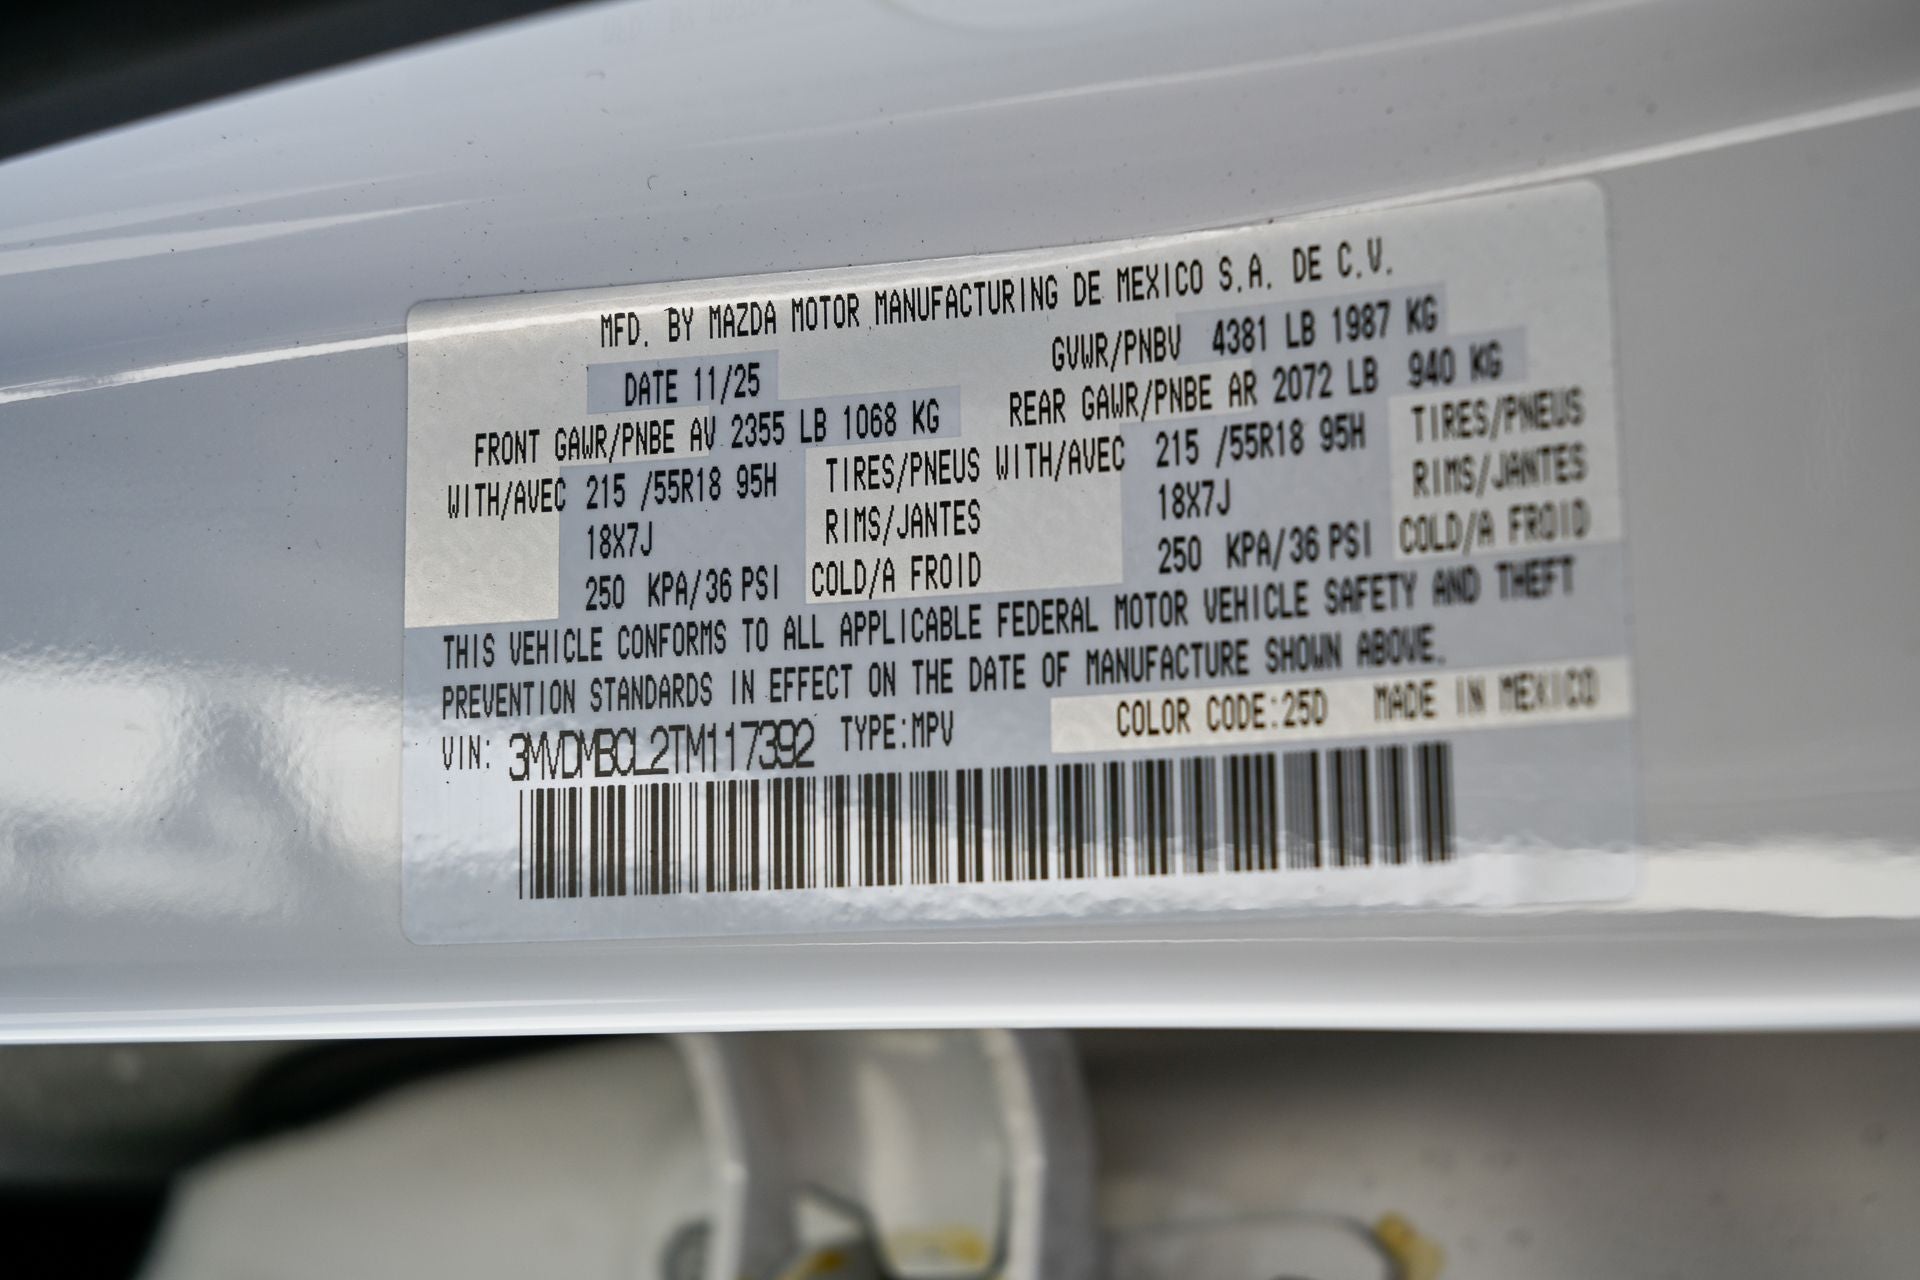 MFD. BY MAZDA MOTOR MANUFACTURING DE MEXICO S.A. DE C.V.
DATE 11/25 GVWR/PNBV 4381 LB 1987 KG
FRONT GAWR/PNBE AV 2355 LB 1068 KG REAR GAWR/PNBE AR 2072 LB 940 KG
WITH/AVEC 215 /55R18 95H TIRES/PNEUS WITH/AVEC 215 /55R18 95H TIRES/PNEUS
18X7J RIMS/JANTES 18X7J RIMS/JANTES
250 KPA/36 PSI COLD/A FROID 250 KPA/36 PSI COLD/A FROID
THIS VEHICLE CONFORMS TO ALL APPLICABLE FEDERAL MOTOR VEHICLE SAFETY AND THEFT
PREVENTION STANDARDS IN EFFECT ON THE DATE OF MANUFACTURE SHOWN ABOVE.
VIN: 3MVDMBCL2TM117392 TYPE:MPV COLOR CODE:25D MADE IN MEXICO